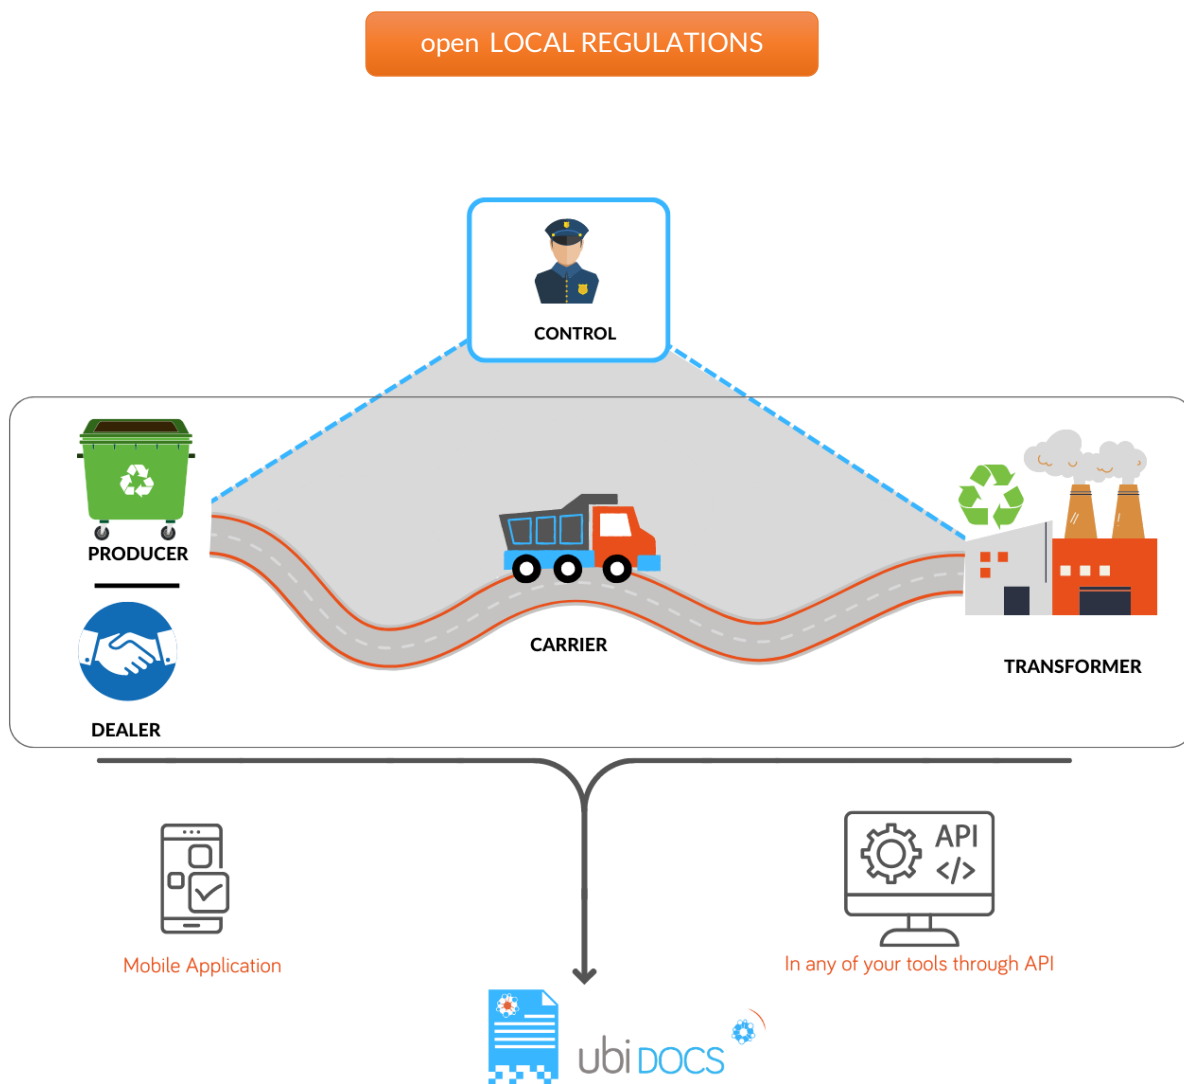 open LOCAL REGULATIONS
CONTROL
PRODUCER
DEALER
CARRIER
TRANSFORMER
API
</>
Mobile Application
In any of your tools through API
ubiDOCS